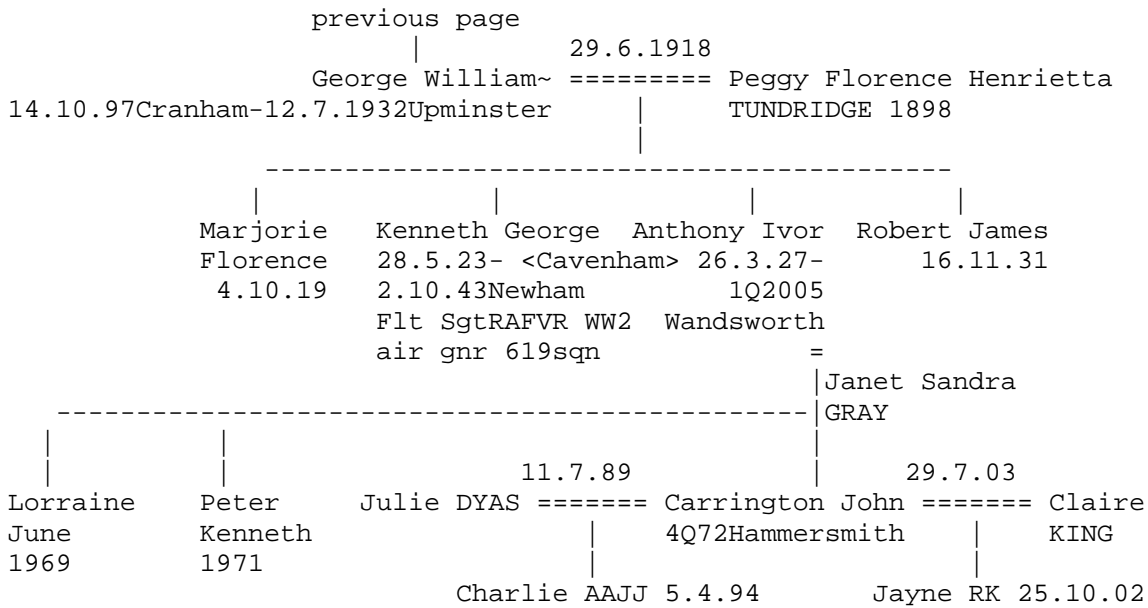 previous page
| 29.6.1918
George William~ ========= Peggy Florence Henrietta
14.10.97Cranham-12.7.1932Upminster | TUNDRIDGE 1898
|
-------------------------------------------
| | | |
Marjorie Kenneth George Anthony Ivor Robert James
Florence 28.5.23- <Cavenham> 26.3.27- 16.11.31
4.10.19 2.10.43Newham 1Q2005
Flt SgtRAFVR WW2 Wandsworth
air gnr 619sqn =
|Janet Sandra
-----------------------------------------------|GRAY
| | |
| | 11.7.89 | 29.7.03
Lorraine Peter Julie DYAS ======= Carrington John ======= Claire
June Kenneth | 4Q72Hammersmith | KING
1969 1971 | |
Charlie AAJJ 5.4.94 Jayne RK 25.10.02